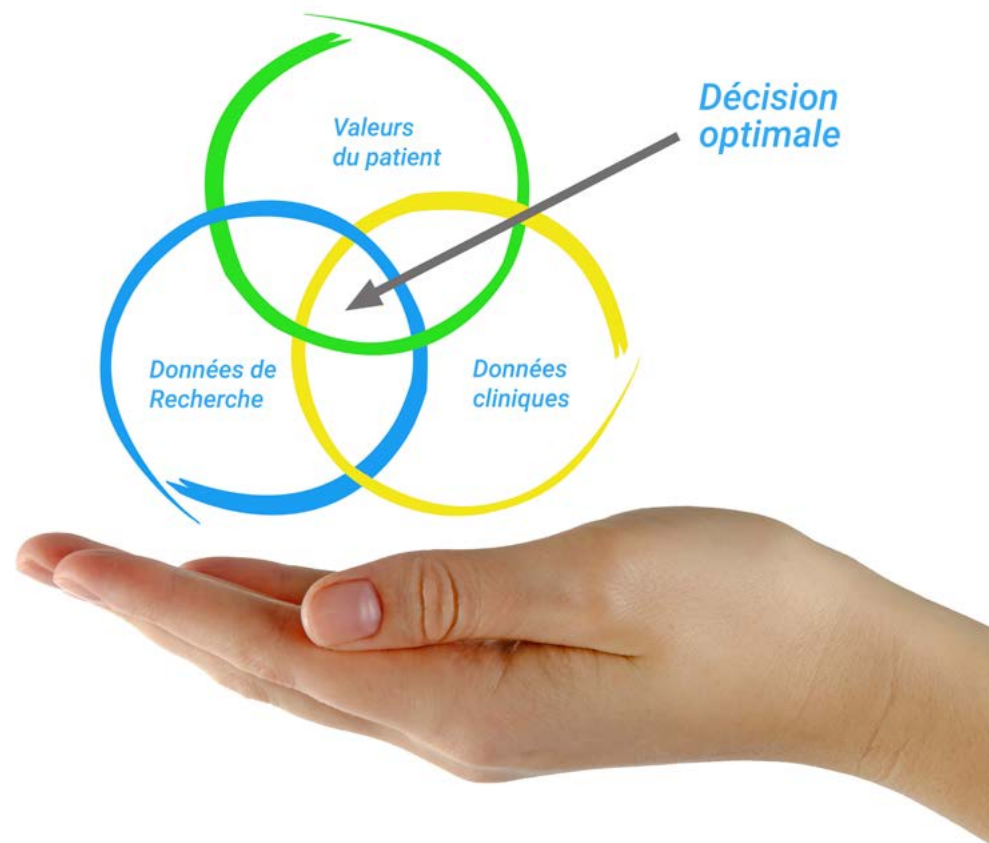 Valeurs
du patient
Décision
optimale
Données de
Recherche
Données
cliniques